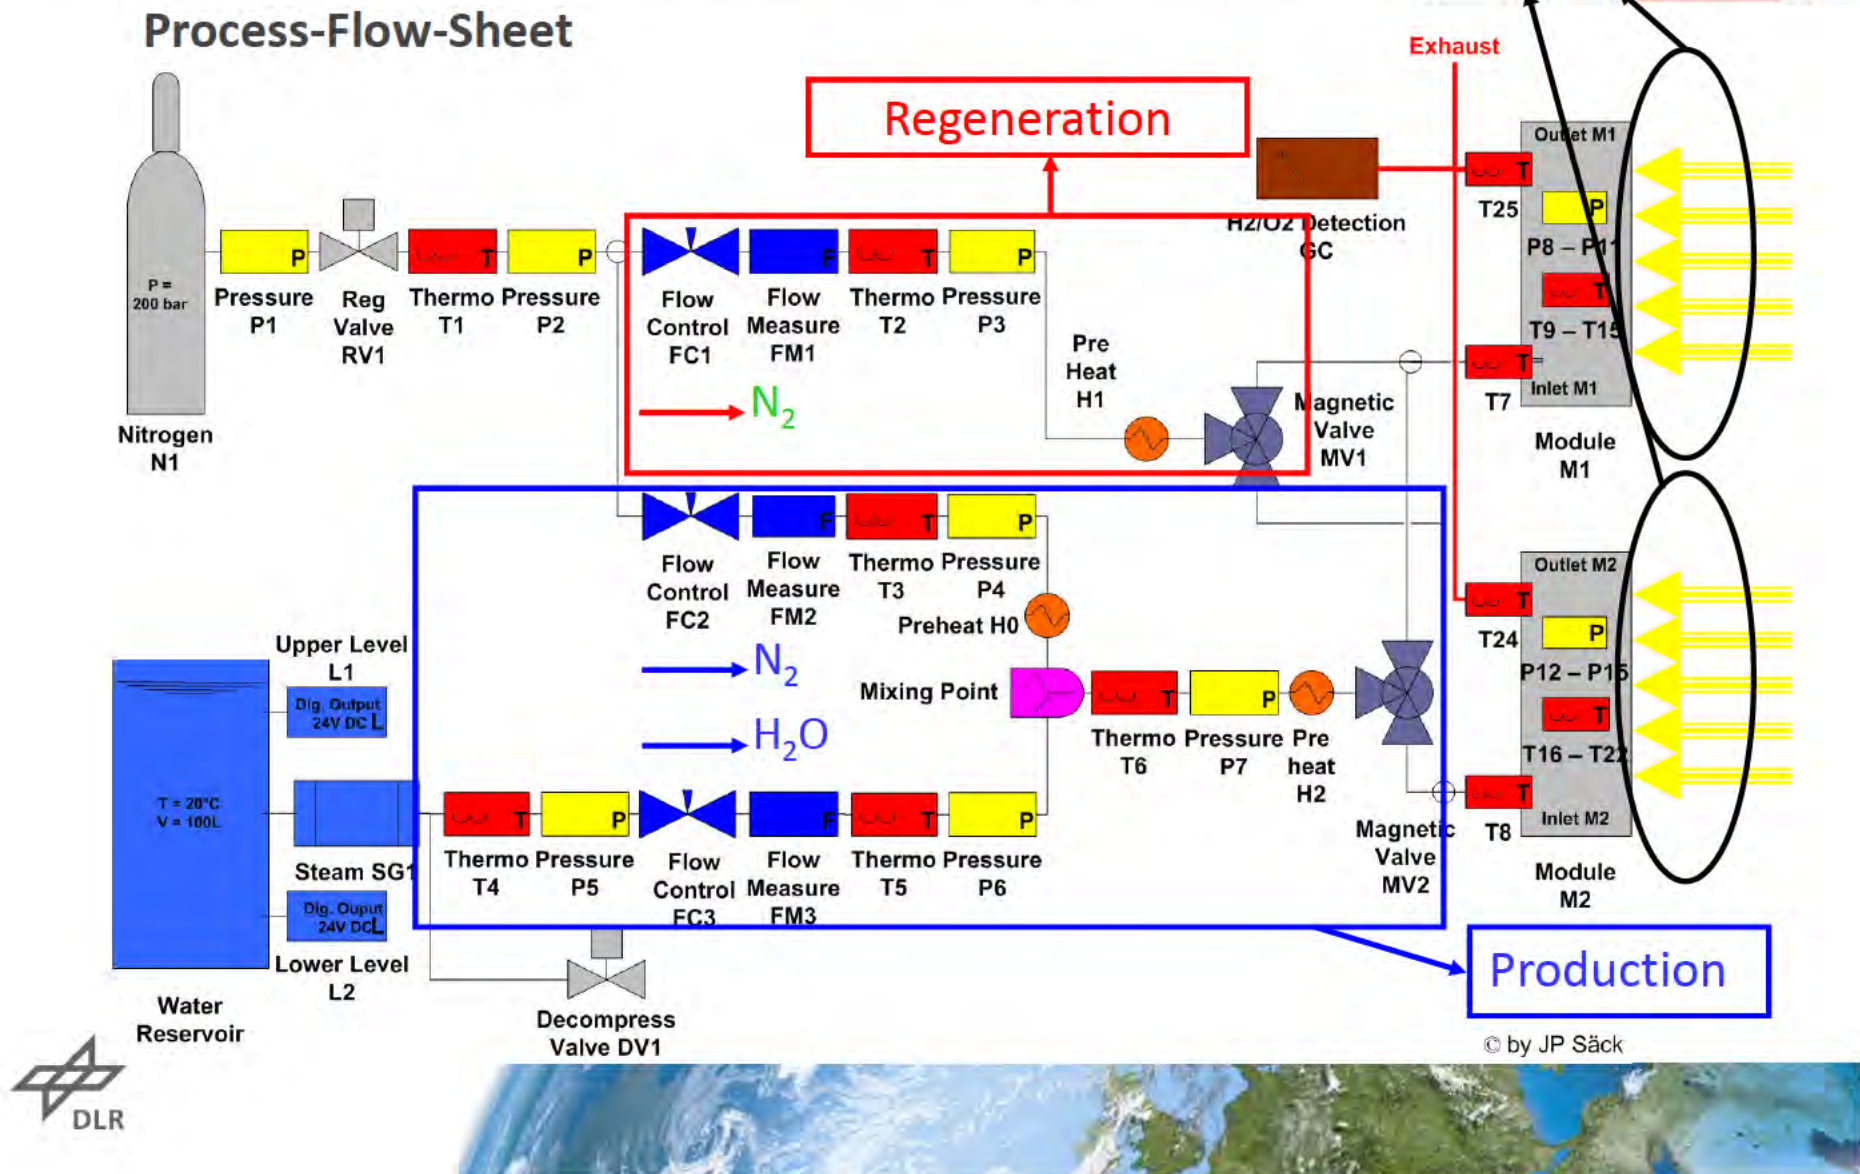 Process-Flow-Sheet
Exhaust
Regeneration
Outlet M1
T
T25
P
P8 – P11
T
T9 – T15
T
Inlet M1
T7
Module
M1
H2/O2 Detection
GC
P =
200 bar
Nitrogen
N1
P
Pressure
P1
Reg
Valve
RV1
T
Thermo
T1
P
Pressure
P2
Flow
Control
FC1
F
Flow
Measure
FM1
T
Thermo
T2
P
Pressure
P3
N2
Pre
Heat
H1
Magnetic
Valve
MV1
Flow
Control
FC2
F
Flow
Measure
FM2
T
Thermo
T3
P
Pressure
P4
Preheat H0
N2
H2O
Mixing Point
T
Thermo
T6
P
Pressure
P7
Pre
heat
H2
Magnetic
Valve
MV2
Outlet M2
T
T24
P
P12 – P15
T
T16 – T22
T
Inlet M2
T8
Module
M2
Upper Level
L1
Dig. Output
24V DC L
T = 20°C
V = 100L
Steam SG1
Dig. Ouput
24V DC L
Lower Level
L2
Water
Reservoir
T
Thermo
T4
P
Pressure
P5
Flow
Control
FC3
F
Flow
Measure
FM3
T
Thermo
T5
P
Pressure
P6
Decompress
Valve DV1
Production
© by JP Säck
DLR